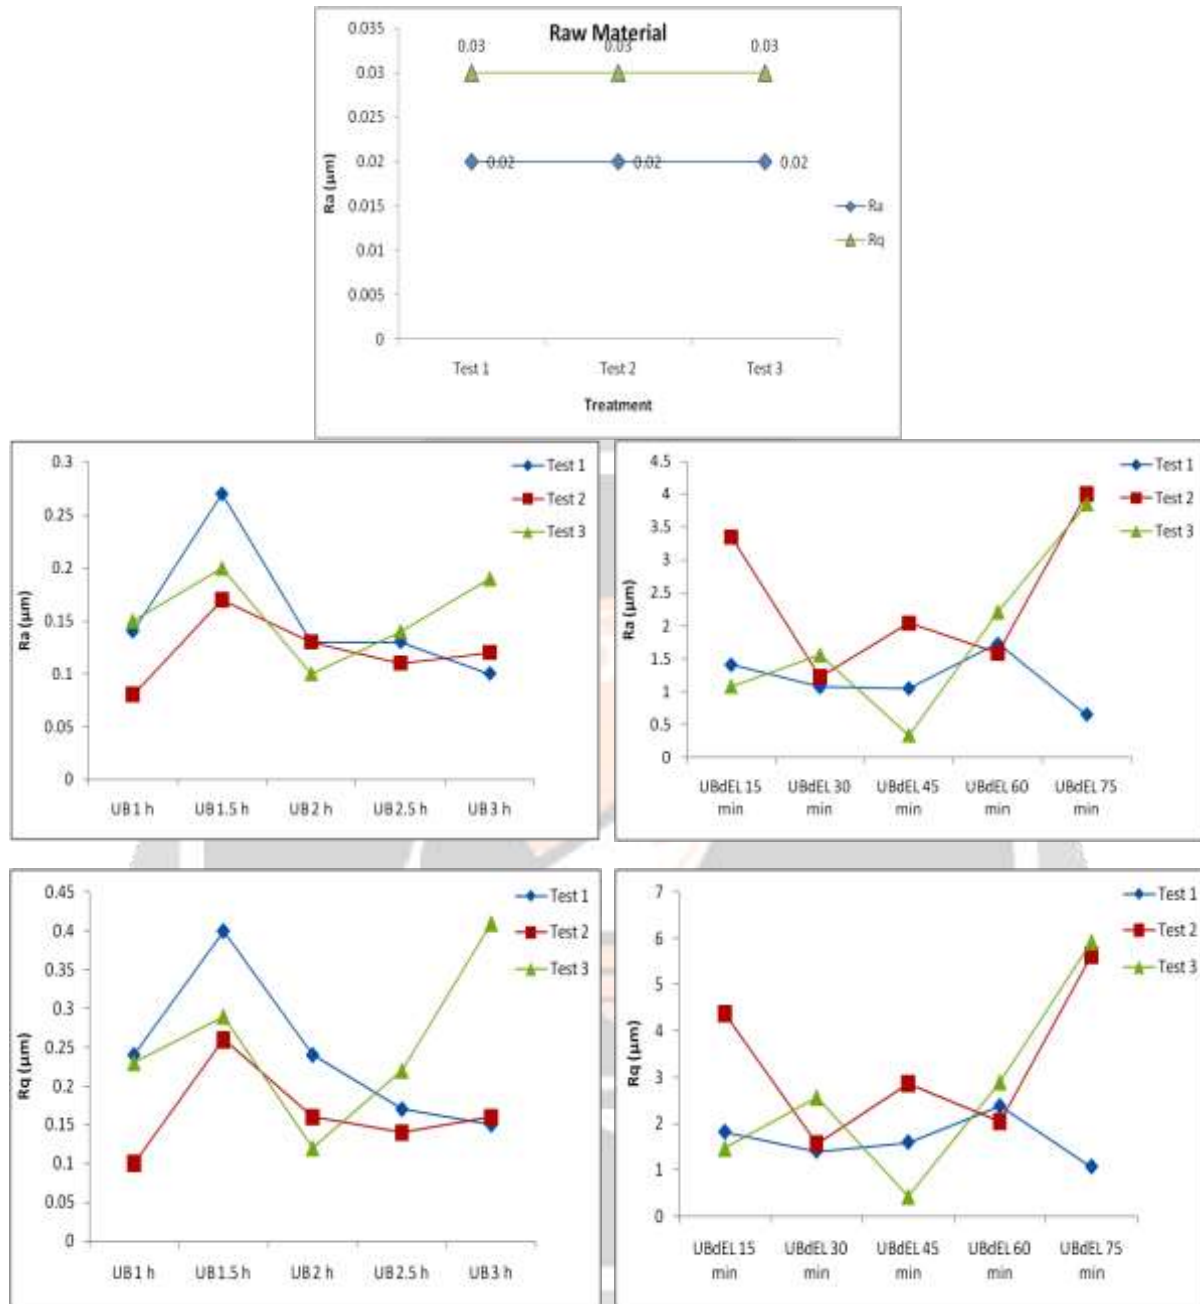 Raw Material
0.035
0.03
0.025
0.02
0.015
0.01
0.005
0
0.03 0.03 0.03
0.02 0.02 0.02
Ra (µm)
Test 1 Test 2 Test 3
Treatment
Ra
Rq
0.3
0.25
0.2
0.15
0.1
0.05
0
Ra (µm)
UB 1 h UB 1.5 h UB 2 h UB 2.5 h UB 3 h
Test 1
Test 2
Test 3
4.5
4
3.5
3
2.5
2
1.5
1
0.5
0
Ra (µm)
UBdEL 15 UBdEL 30 UBdEL 45 UBdEL 60 UBdEL 75
min min min min min
Test 1
Test 2
Test 3
0.45
0.4
0.35
0.3
0.25
0.2
0.15
0.1
0.05
0
Rq (µm)
UB 1 h UB 1.5 h UB 2 h UB 2.5 h UB 3 h
Test 1
Test 2
Test 3
7
6
5
4
3
2
1
0
Rq (µm)
UBdEL 15 UBdEL 30 UBdEL 45 UBdEL 60 UBdEL 75
min min min min min
Test 1
Test 2
Test 3